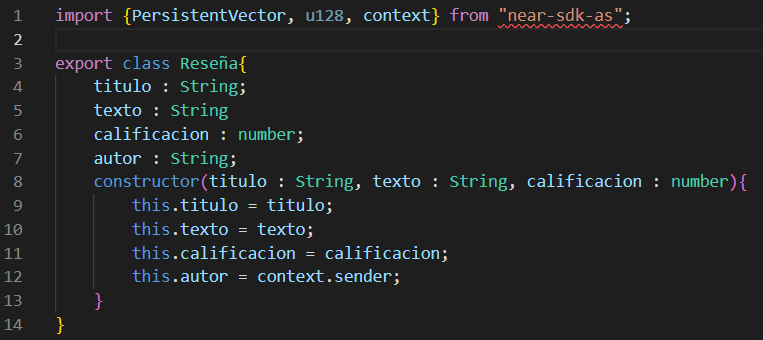 1 import {PersistentVector, u128, context} from "near-sdk-as";
2
3 export class Reseña{
4     titulo : String;
5     texto : String
6     calificacion : number;
7     autor : String;
8     constructor(titulo : String, texto : String, calificacion : number){
9         this.titulo = titulo;
10         this.texto = texto;
11         this.calificacion = calificacion;
12         this.autor = context.sender;
13     }
14 }